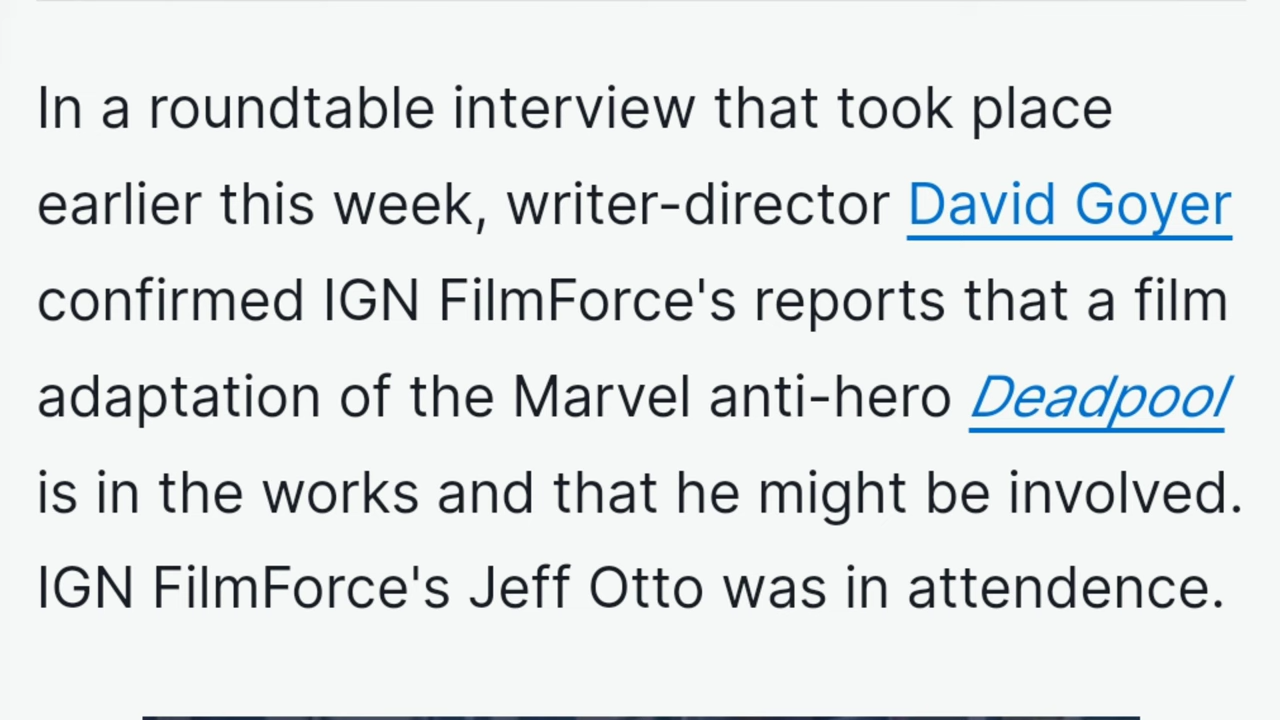 In a roundtable interview that took place
earlier this week, writer-director David Goyer
confirmed IGN FilmForce's reports that a film
adaptation of the Marvel anti-hero Deadpool
is in the works and that he might be involved.
IGN FilmForce's Jeff Otto was in attendence.